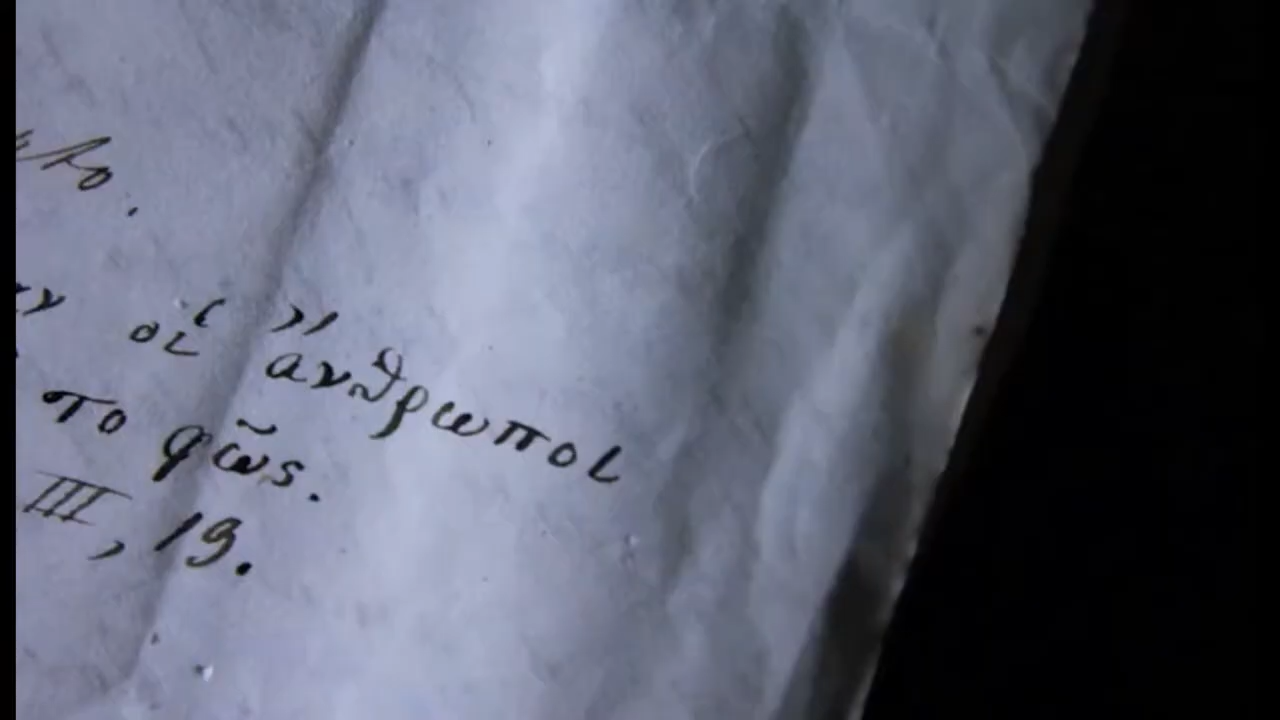 οἱ ἄνθρωποι
το φῶς.
III, 19.